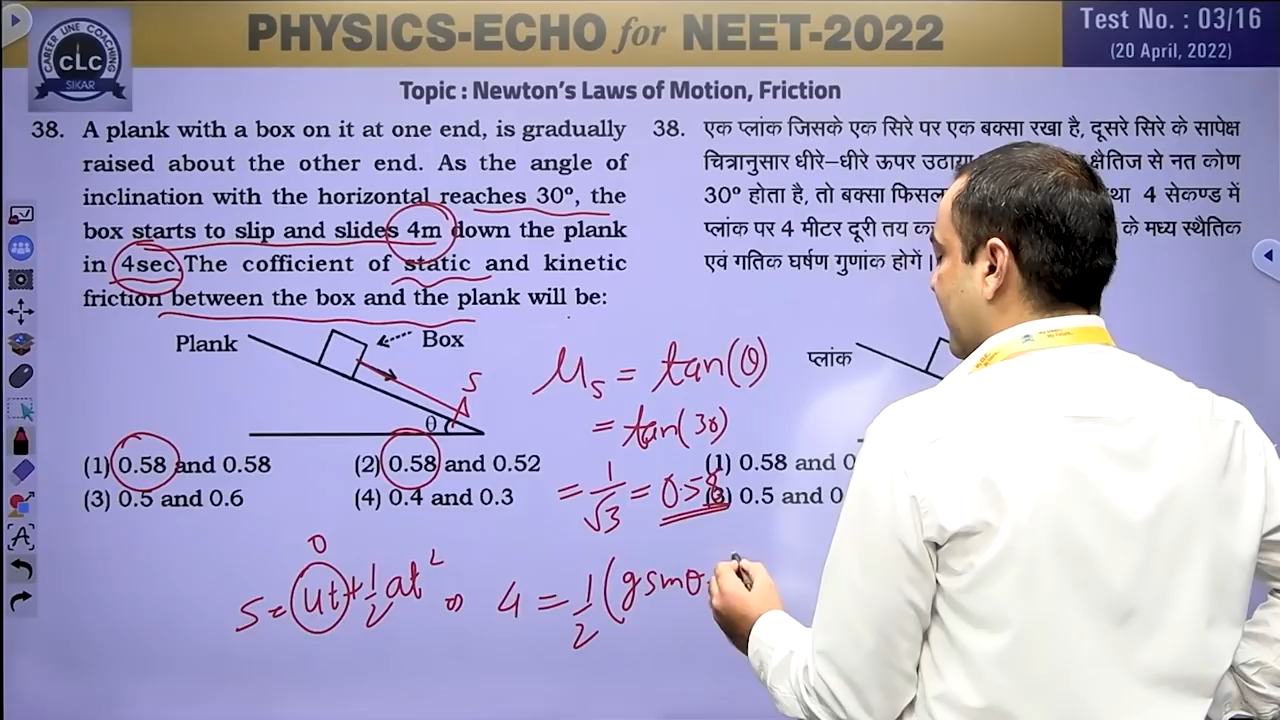 PHYSICS-ECHO for NEET-2022
Test No. : 03/16
(20 April, 2022)
CAREER LINE COACHING
CLC
SIKAR
Topic : Newton's Laws of Motion, Friction
38. A plank with a box on it at one end, is gradually
raised about the other end. As the angle of
inclination with the horizontal reaches 30º, the
box starts to slip and slides 4m down the plank
in 4sec.The cofficient of static and kinetic
friction between the box and the plank will be:
Plank
Box
S
θ
(1) 0.58 and 0.58 (2) 0.58 and 0.52
(3) 0.5 and 0.6 (4) 0.4 and 0.3
μs = tan(θ)
= tan(30)
= 1/√3 = 0.58
0
S = ut + 1/2 at² ⇒ 4 = 1/2 (g sinθ
38. एक प्लांक जिसके एक सिरे पर एक बक्सा रखा है, दूसरे सिरे के सापेक्ष
चित्रानुसार धीरे–धीरे ऊपर उठाया क्षैतिज से नत कोण
30º होता है, तो बक्सा फिसल था 4 सेकण्ड में
प्लांक पर 4 मीटर दूरी तय के मध्य स्थैतिक
एवं गतिक घर्षण गुणांक होगें।
प्लांक
(1) 0.58 and 0
(3) 0.5 and 0
A